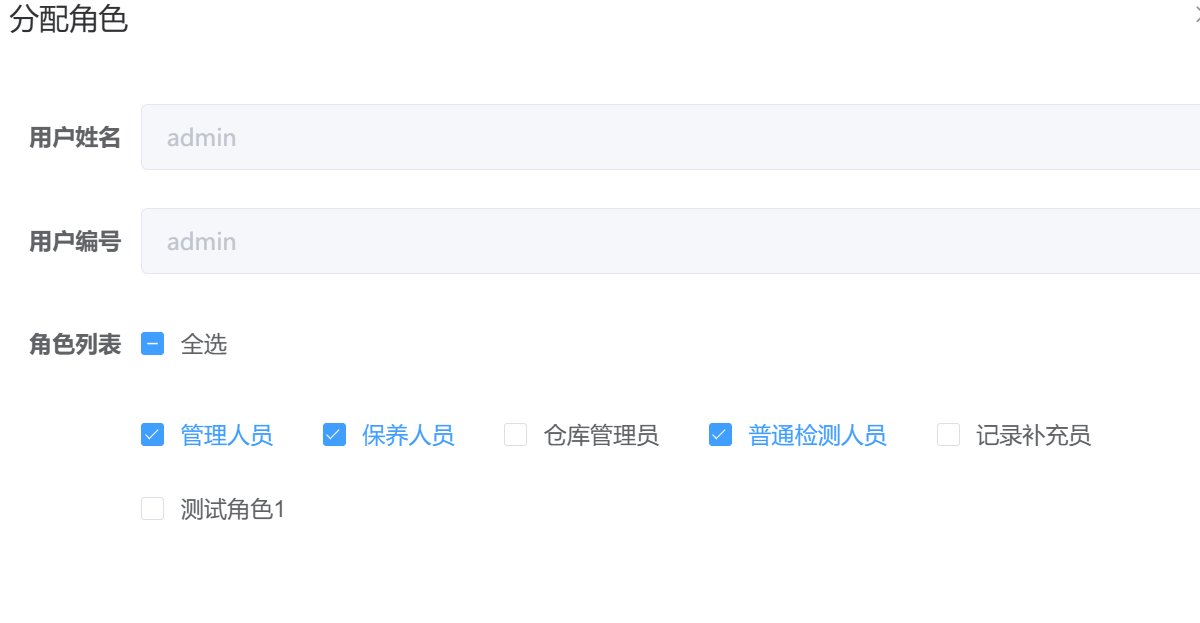 分配角色
用户姓名 admin
用户编号 admin
角色列表 全选
管理人员 保养人员 仓库管理员 普通检测人员 记录补充员
测试角色1